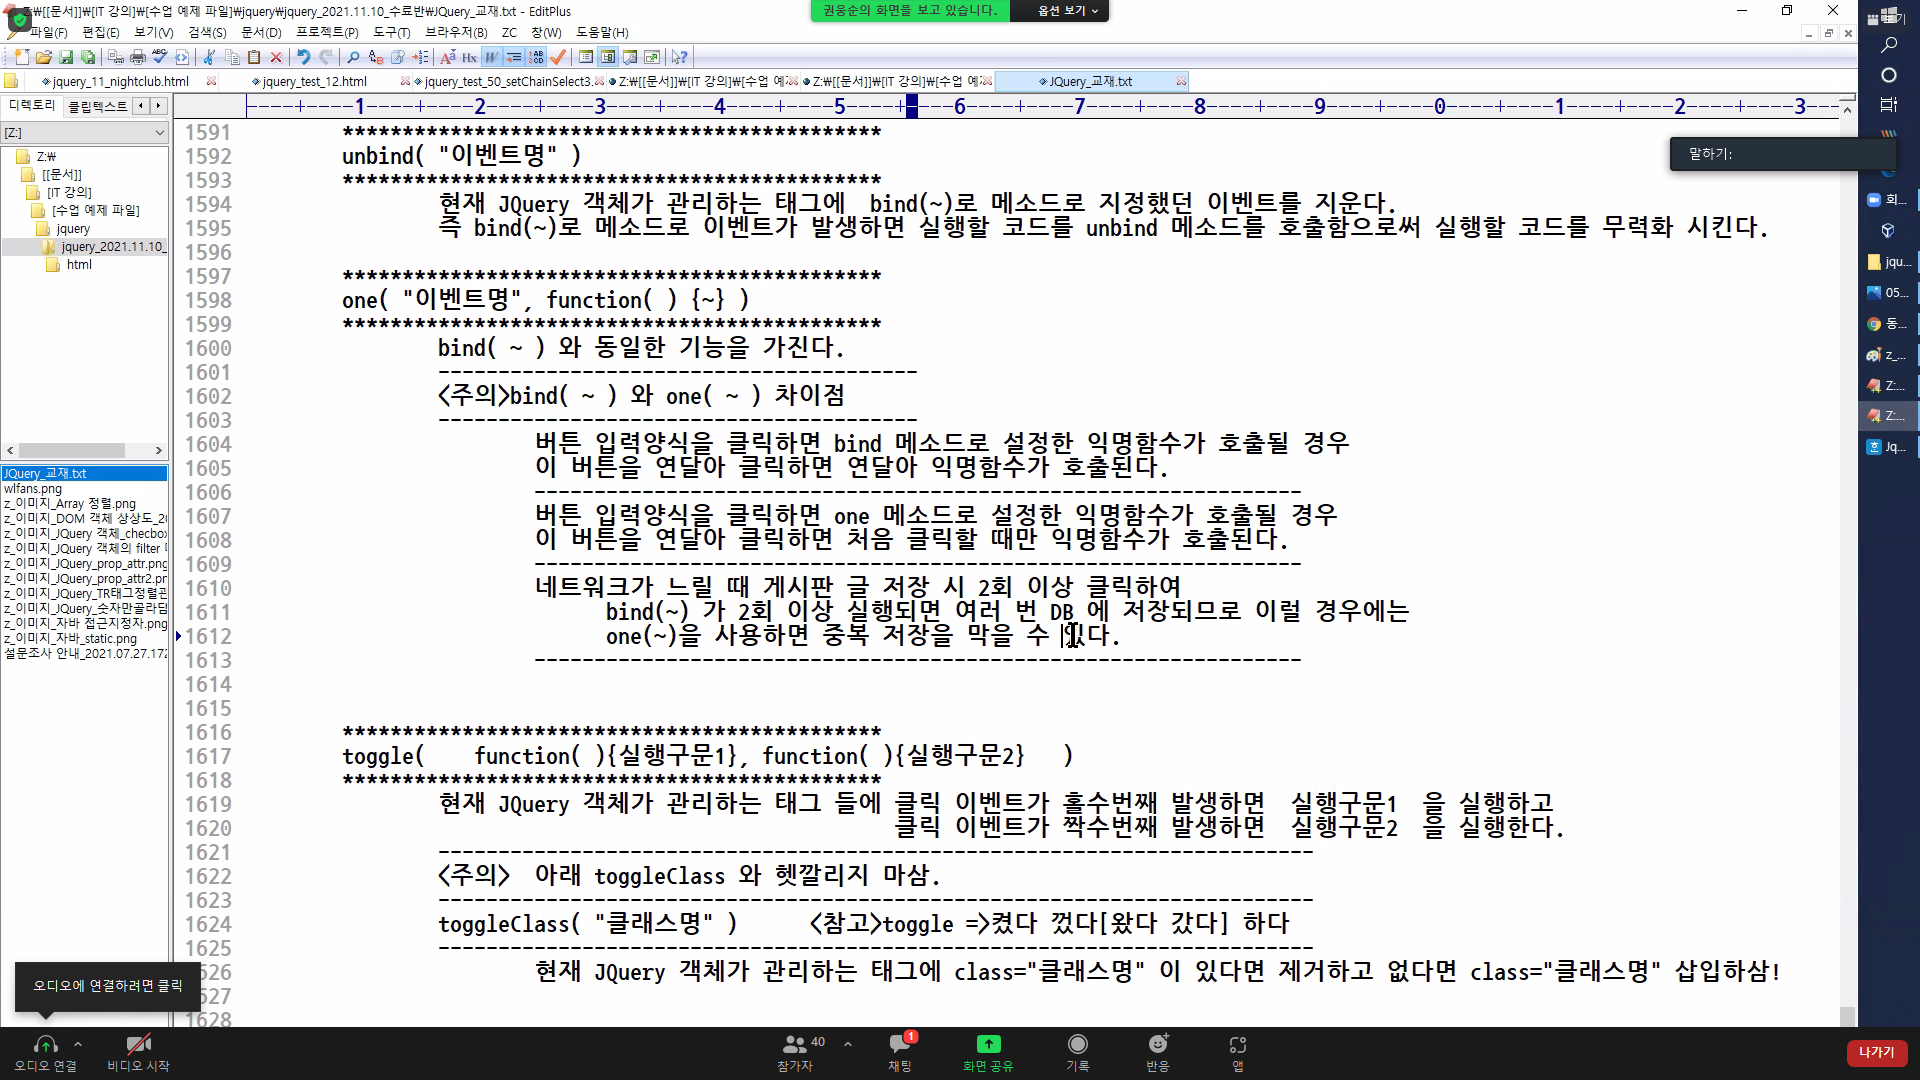 Z:₩[[문서]]₩[IT 강의]₩[수업 예제 파일]₩jquery₩jquery_2021.11.10_수료반₩JQuery_교재.txt - EditPlus
권웅순의 화면을 보고 있습니다.
옵션 보기
파일(F) 편집(E) 보기(V) 검색(S) 문서(D) 프로젝트(P) 도구(T) 브라우저(B) ZC 창(W) 도움말(H)
jquery_11_nightclub.html
jquery_test_12.html
jquery_test_50_setChainSelect3.
Z:₩[[문서]]₩[IT 강의]₩[수업 예
Z:₩[[문서]]₩[IT 강의]₩[수업 예
JQuery_교재.txt
디렉토리 클립텍스트
[Z:]
Z:₩
[[문서]]
[IT 강의]
[수업 예제 파일]
jquery
jquery_2021.11.10_
html
JQuery_교재.txt
wlfans.png
z_이미지_Array 정렬.png
z_이미지_DOM 객체 상상도_20
z_이미지_JQuery 객체_checbox
z_이미지_JQuery 객체의 filter
z_이미지_JQuery_prop_attr.png
z_이미지_JQuery_prop_attr2.pn
z_이미지_JQuery_TR태그정렬관
z_이미지_JQuery_숫자만골라담
z_이미지_자바 접근지정자.png
z_이미지_자바_static.png
설문조사 안내_2021.07.27.172
----+----1----+----2----+----3----+----4----+----5----+----6----+----7----+----8----+----9----+----0----+----1----+----2----+----3--
1591 *********************************************
1592 unbind( "이벤트명" )
1593 *********************************************
1594 현재 JQuery 객체가 관리하는 태그에 bind(~)로 메소드로 지정했던 이벤트를 지운다.
1595 즉 bind(~)로 메소드로 이벤트가 발생하면 실행할 코드를 unbind 메소드를 호출함으로써 실행할 코드를 무력화 시킨다.
1596
1597 *********************************************
1598 one( "이벤트명", function( ) {~} )
1599 *********************************************
1600 bind( ~ ) 와 동일한 기능을 가진다.
1601 ----------------------------------------
1602 <주의>bind( ~ ) 와 one( ~ ) 차이점
1603 ----------------------------------------
1604 버튼 입력양식을 클릭하면 bind 메소드로 설정한 익명함수가 호출될 경우
1605 이 버튼을 연달아 클릭하면 연달아 익명함수가 호출된다.
1606 ----------------------------------------------------------------
1607 버튼 입력양식을 클릭하면 one 메소드로 설정한 익명함수가 호출될 경우
1608 이 버튼을 연달아 클릭하면 처음 클릭할 때만 익명함수가 호출된다.
1609 ----------------------------------------------------------------
1610 네트워크가 느릴 때 게시판 글 저장 시 2회 이상 클릭하여
1611 bind(~) 가 2회 이상 실행되면 여러 번 DB 에 저장되므로 이럴 경우에는
1612 one(~)을 사용하면 중복 저장을 막을 수 있다.
1613 ----------------------------------------------------------------
1614
1615
1616 *********************************************
1617 toggle( function( ){실행구문1}, function( ){실행구문2} )
1618 *********************************************
1619 현재 JQuery 객체가 관리하는 태그 들에 클릭 이벤트가 홀수번째 발생하면 실행구문1 을 실행하고
1620 클릭 이벤트가 짝수번째 발생하면 실행구문2 을 실행한다.
1621 -------------------------------------------------------------------------
1622 <주의> 아래 toggleClass 와 헷깔리지 마삼.
1623 -------------------------------------------------------------------------
1624 toggleClass( "클래스명" ) <참고>toggle =>켰다 껐다[왔다 갔다] 하다
1625 -------------------------------------------------------------------------
626 현재 JQuery 객체가 관리하는 태그에 class="클래스명" 이 있다면 제거하고 없다면 class="클래스명" 삽입하삼!
627
1628
말하기:
회...
jqu...
05...
동...
z_...
Z:...
Z:...
Jq...
오디오에 연결하려면 클릭
오디오 연결
비디오 시작
참가자 40
채팅 1
화면 공유
기록
반응
앱
나가기